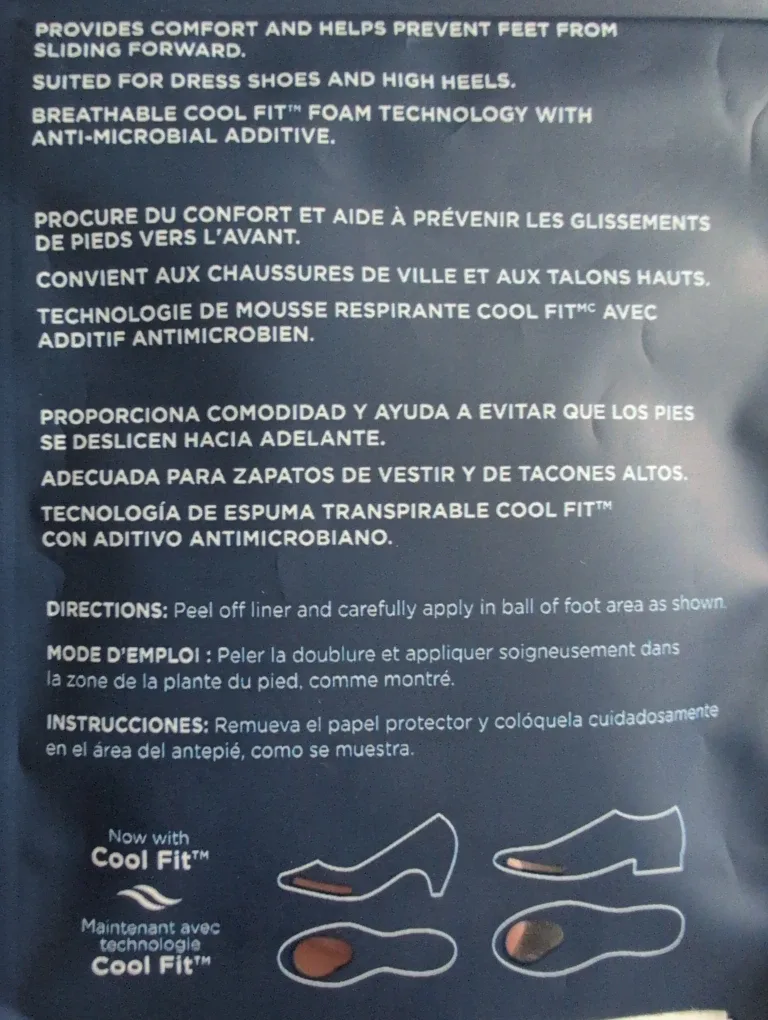 PROVIDES COMFORT AND HELPS PREVENT FEET FROM
SLIDING FORWARD.
SUITED FOR DRESS SHOES AND HIGH HEELS.
BREATHABLE COOL FIT™ FOAM TECHNOLOGY WITH
ANTI-MICROBIAL ADDITIVE.
PROCURE DU CONFORT ET AIDE À PRÉVENIR LES GLISSEMENTS
DE PIEDS VERS L'AVANT.
CONVIENT AUX CHAUSSURES DE VILLE ET AUX TALONS HAUTS.
TECHNOLOGIE DE MOUSSE RESPIRANTE COOL FITᴹᶜ AVEC
ADDITIF ANTIMICROBIEN.
PROPORCIONA COMODIDAD Y AYUDA A EVITAR QUE LOS PIES
SE DESLICEN HACIA ADELANTE.
ADECUADA PARA ZAPATOS DE VESTIR Y DE TACONES ALTOS.
TECNOLOGÍA DE ESPUMA TRANSPIRABLE COOL FIT™
CON ADITIVO ANTIMICROBIANO.
DIRECTIONS: Peel off liner and carefully apply in ball of foot area as shown.
MODE D'EMPLOI : Peler la doublure et appliquer soigneusement dans
la zone de la plante du pied, comme montré.
INSTRUCCIONES: Remueva el papel protector y colóquela cuidadosamente
en el área del antepié, como se muestra.
Now with
Cool Fit™
Maintenant avec
technologie
Cool Fit™